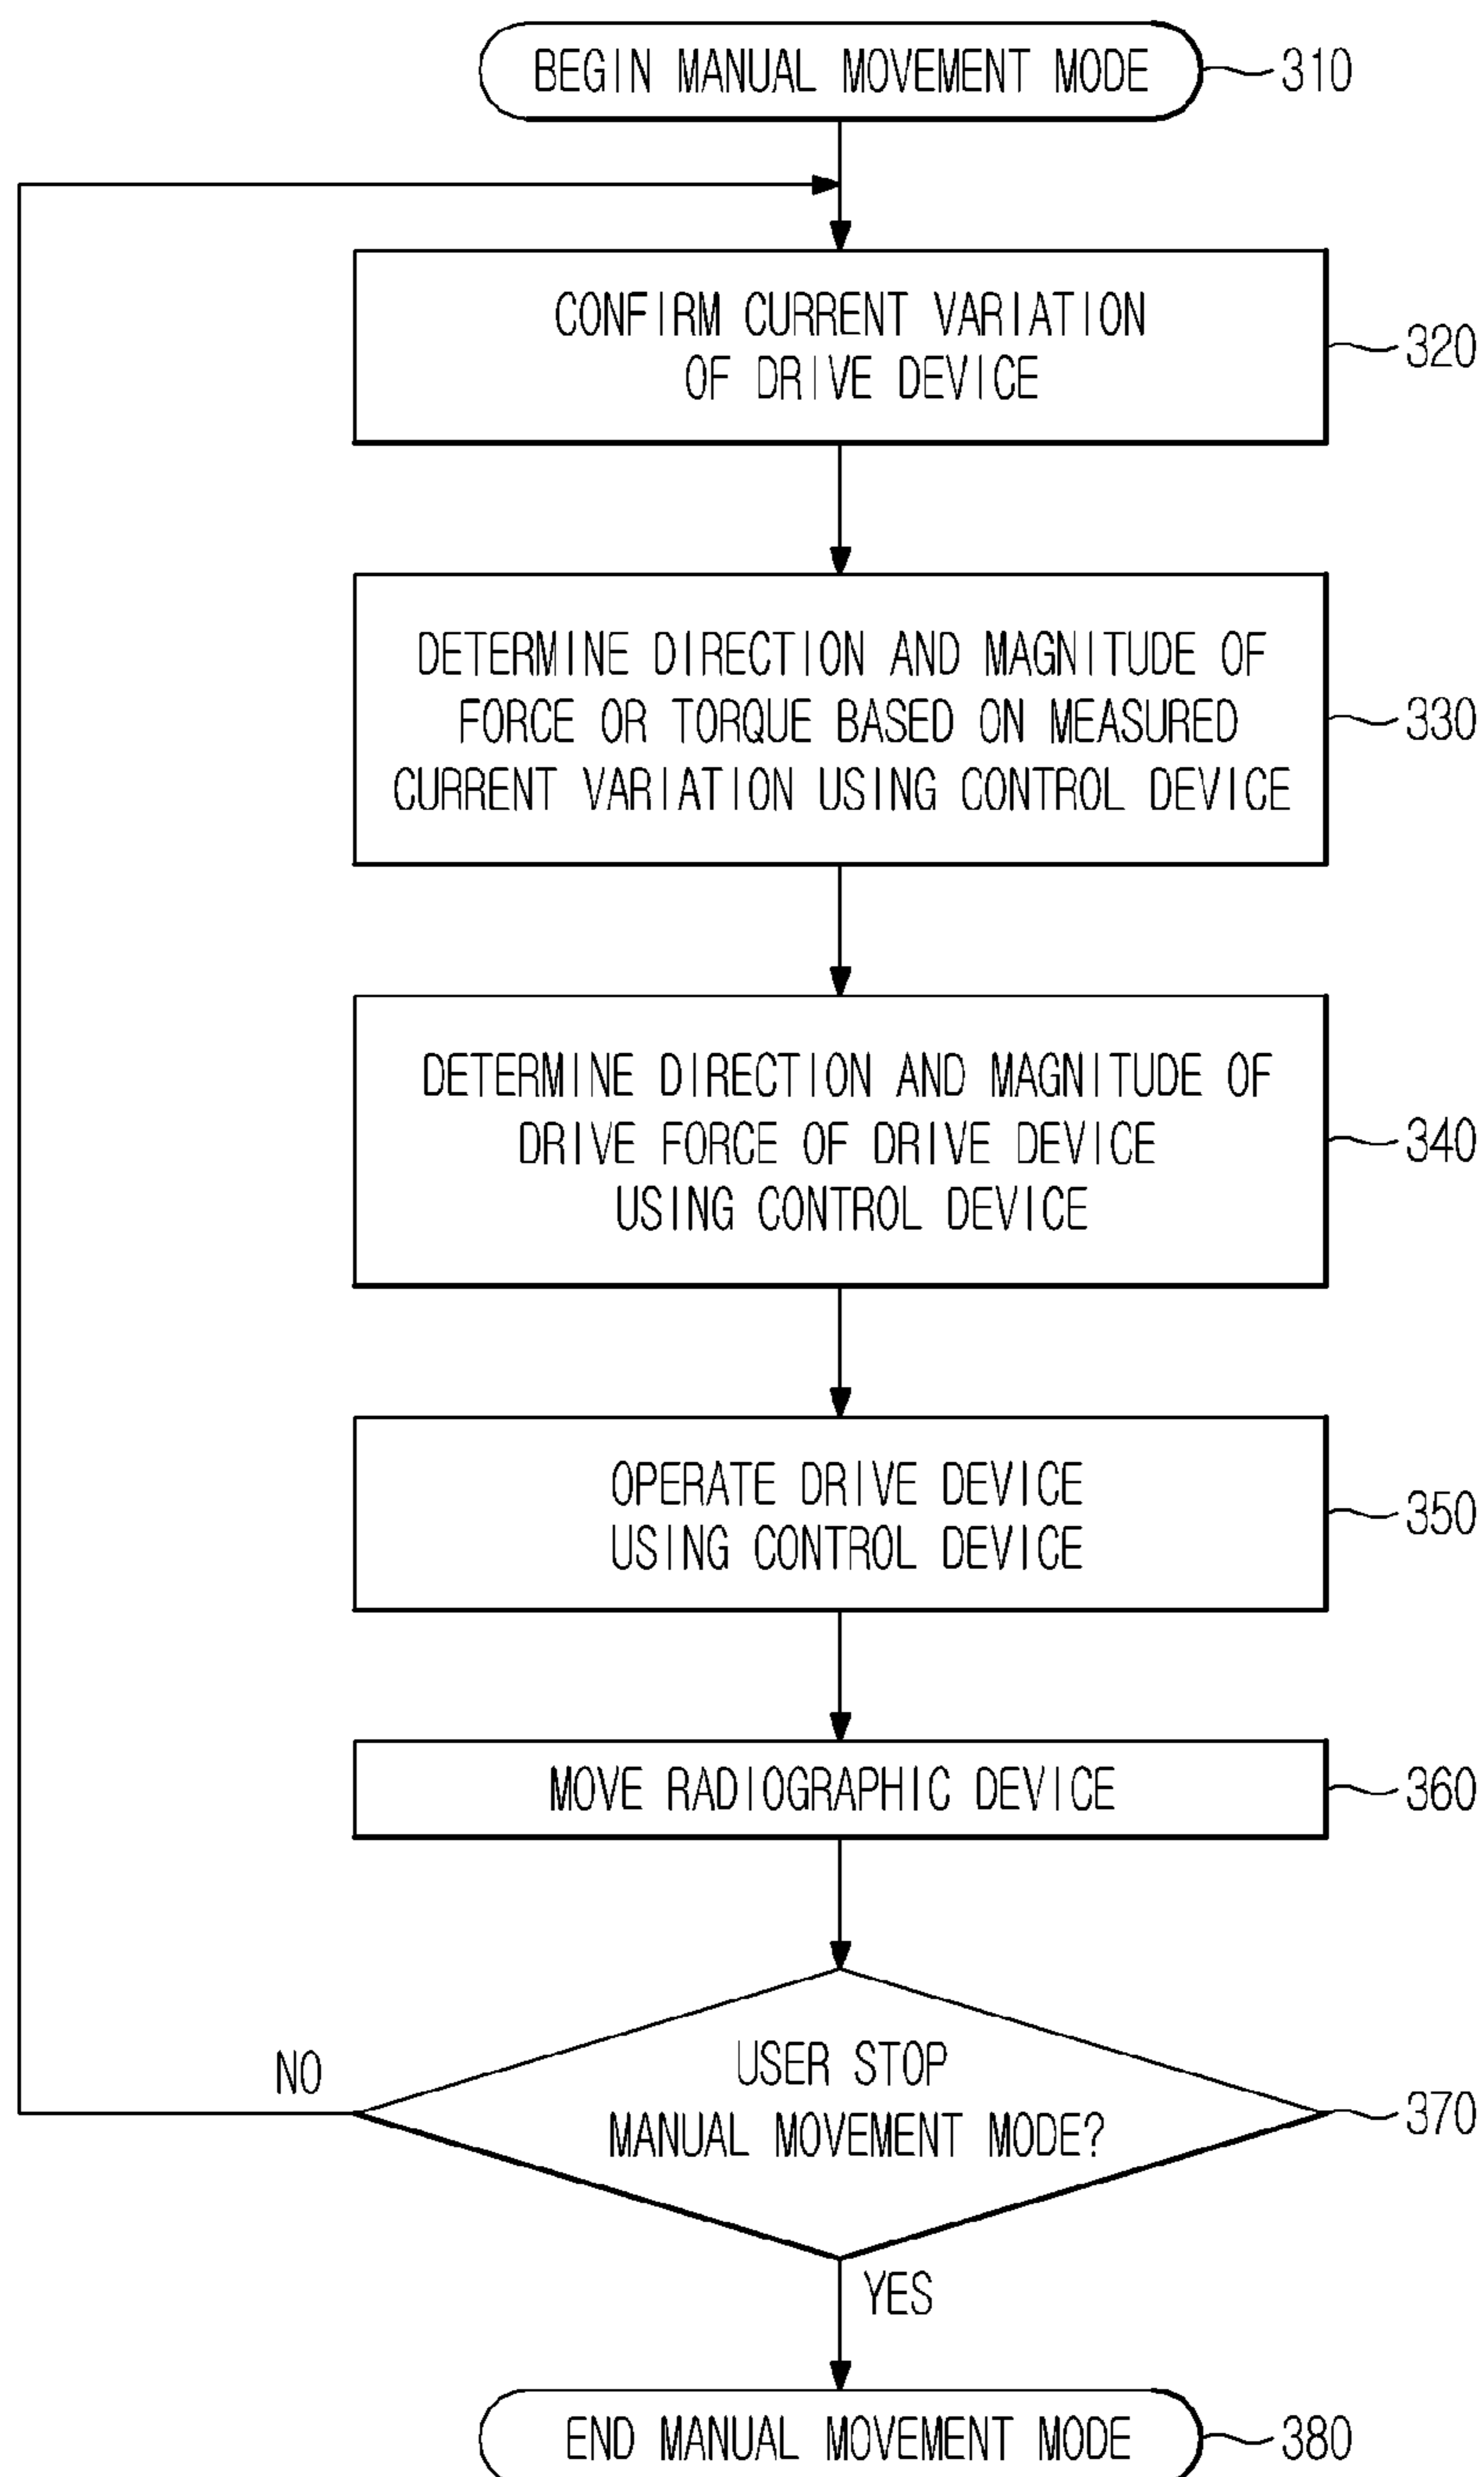 BEGIN MANUAL MOVEMENT MODE 310
CONFIRM CURRENT VARIATION
OF DRIVE DEVICE
320
DETERMINE DIRECTION AND MAGNITUDE OF
FORCE OR TORQUE BASED ON MEASURED
CURRENT VARIATION USING CONTROL DEVICE
330
DETERMINE DIRECTION AND MAGNITUDE OF
DRIVE FORCE OF DRIVE DEVICE
USING CONTROL DEVICE
340
OPERATE DRIVE DEVICE
USING CONTROL DEVICE
350
MOVE RADIOGRAPHIC DEVICE 360
NO
USER STOP
MANUAL MOVEMENT MODE?
370
YES
END MANUAL MOVEMENT MODE 380